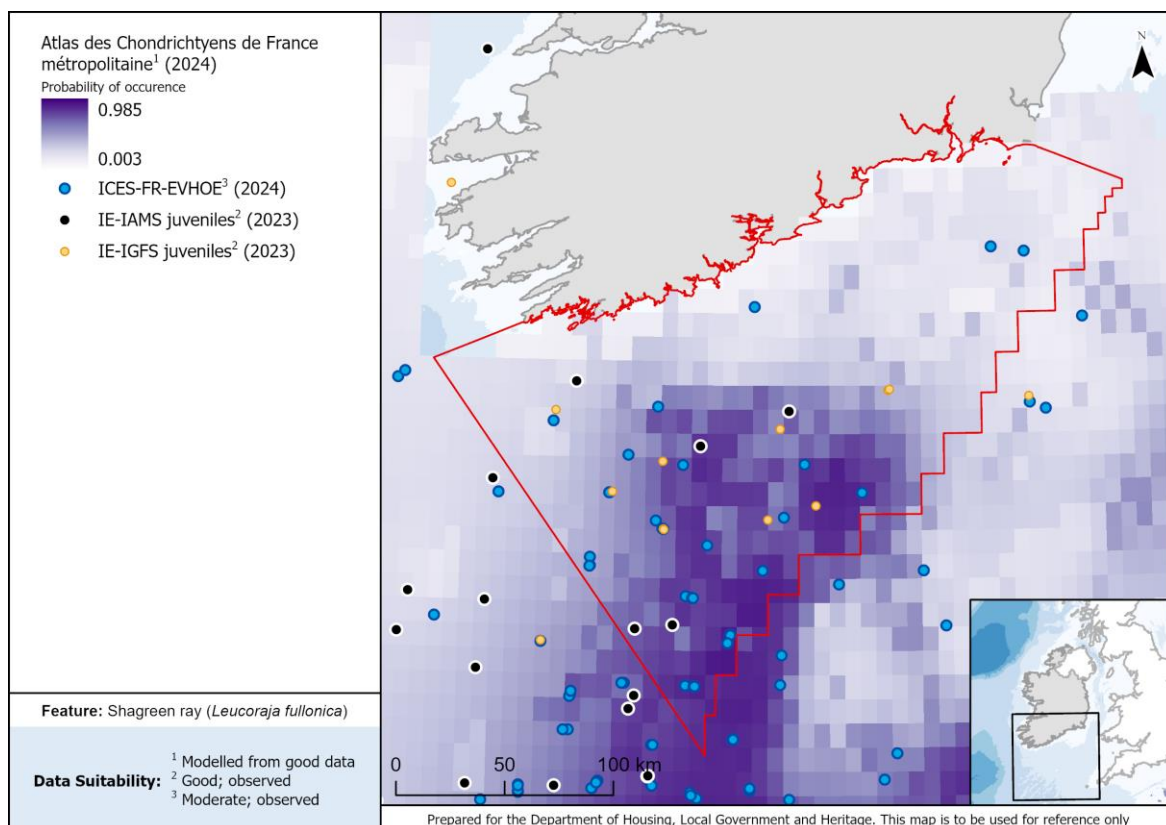 Atlas des Chondrichtyens de France
métropolitaine¹ (2024)
Probability of occurence
0.985
0.003
ICES-FR-EVHOE³ (2024)
IE-IAMS juveniles² (2023)
IE-IGFS juveniles² (2023)
Feature: Shagreen ray (Leucoraja fullonica)
Data Suitability:
¹ Modelled from good data
² Good; observed
³ Moderate; observed
N
0 50 100 km
Prepared for the Department of Housing, Local Government and Heritage. This map is to be used for reference only